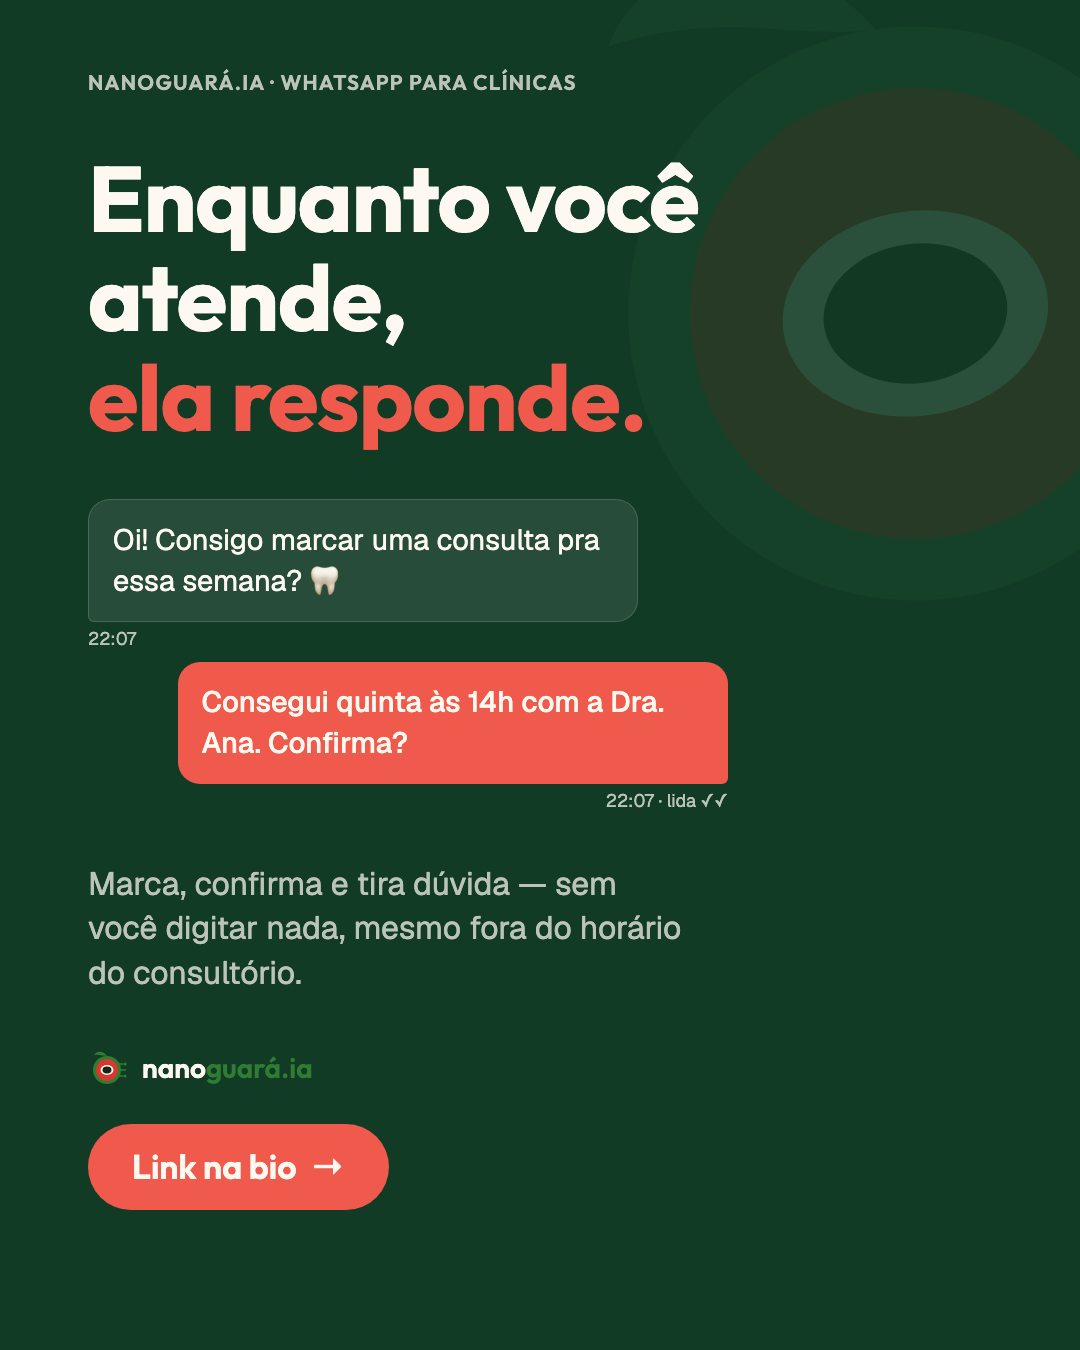 NANOGUARÁ.IA · WHATSAPP PARA CLÍNICAS
Enquanto você
atende,
ela responde.
Oi! Consigo marcar uma consulta pra
essa semana? 🦷
22:07
Consegui quinta às 14h com a Dra.
Ana. Confirma?
22:07 · lida ✓✓
Marca, confirma e tira dúvida — sem
você digitar nada, mesmo fora do horário
do consultório.
nanoguará.ia
Link na bio →